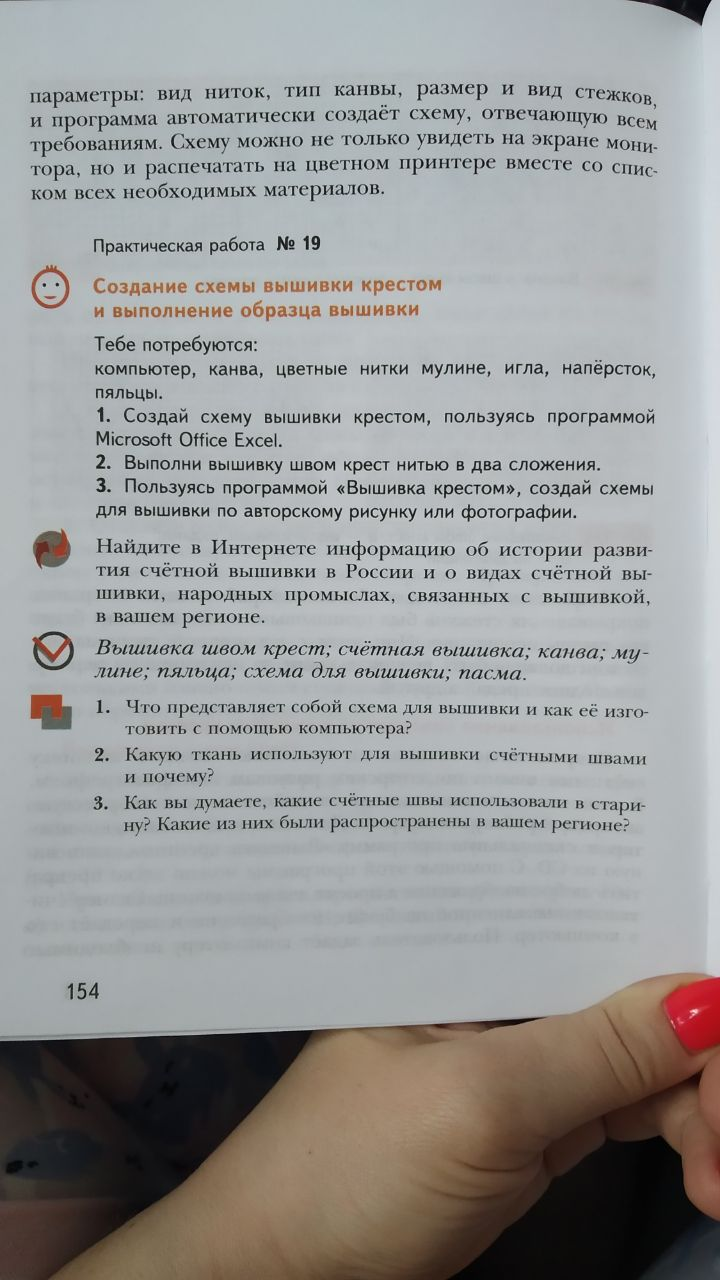 параметры: вид ниток, тип канвы, размер и вид стежков,
и программа автоматически создаёт схему, отвечающую всем
требованиям. Схему можно не только увидеть на экране мони-
тора, но и распечатать на цветном принтере вместе со спис-
ком всех необходимых материалов.
Практическая работа № 19
Создание схемы вышивки крестом
и выполнение образца вышивки
Тебе потребуются:
компьютер, канва, цветные нитки мулине, игла, напёрсток,
пяльцы.
1. Создай схему вышивки крестом, пользуясь программой
Microsoft Office Excel.
2. Выполни вышивку швом крест нитью в два сложения.
3. Пользуясь программой «Вышивка крестом», создай схемы
для вышивки по авторскому рисунку или фотографии.
Найдите в Интернете информацию об истории разви-
тия счётной вышивки в России и о видах счётной вы-
шивки, народных промыслах, связанных с вышивкой,
в вашем регионе.
Вышивка швом крест; счётная вышивка; канва; му-
лине; пяльца; схема для вышивки; пасма.
1. Что представляет собой схема для вышивки и как её изго-
товить с помощью компьютера?
2. Какую ткань используют для вышивки счётными швами
и почему?
3. Как вы думаете, какие счётные швы использовали в стари-
ну? Какие из них были распространены в вашем регионе?
154